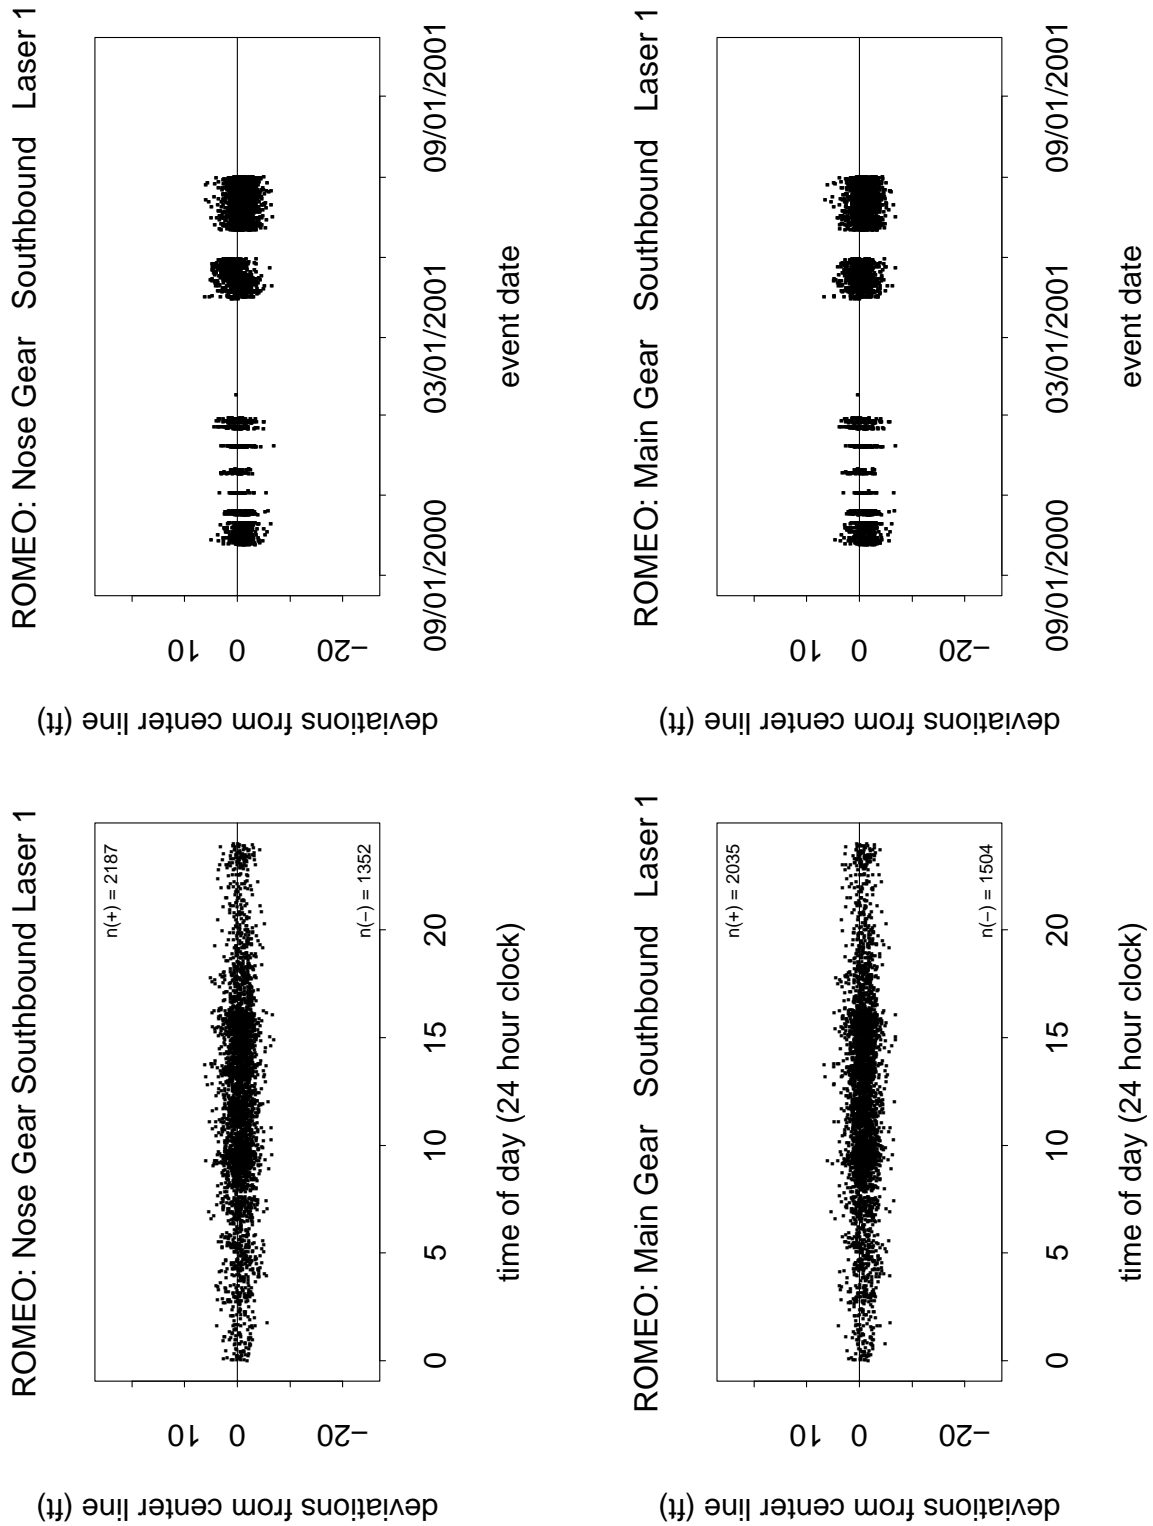 ROMEO: Nose Gear Southbound Laser 1
n(+) = 2187
n(−) = 1352
10
0
−20
deviations from center line (ft)
0 5 10 15 20
time of day (24 hour clock)
ROMEO: Nose Gear Southbound Laser 1
10
0
−20
deviations from center line (ft)
09/01/2000 03/01/2001 09/01/2001
event date
ROMEO: Main Gear Southbound Laser 1
n(+) = 2035
n(−) = 1504
10
0
−20
deviations from center line (ft)
0 5 10 15 20
time of day (24 hour clock)
ROMEO: Main Gear Southbound Laser 1
10
0
−20
deviations from center line (ft)
09/01/2000 03/01/2001 09/01/2001
event date